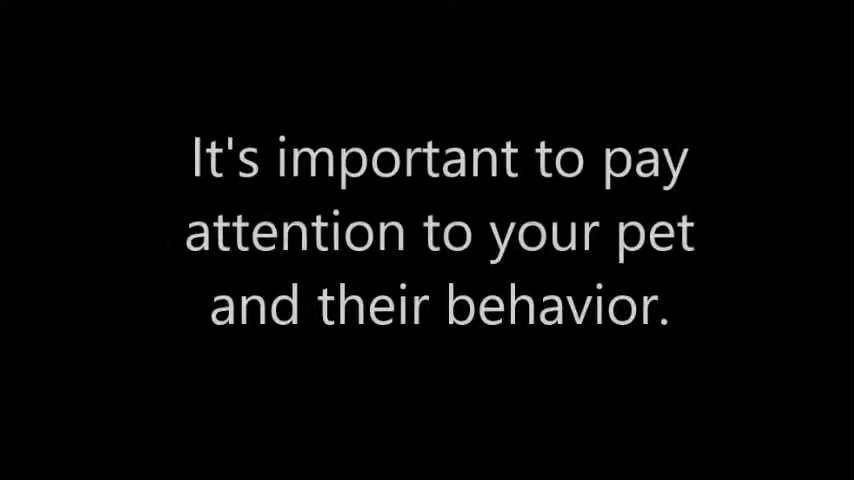 It's important to pay
attention to your pet
and their behavior.